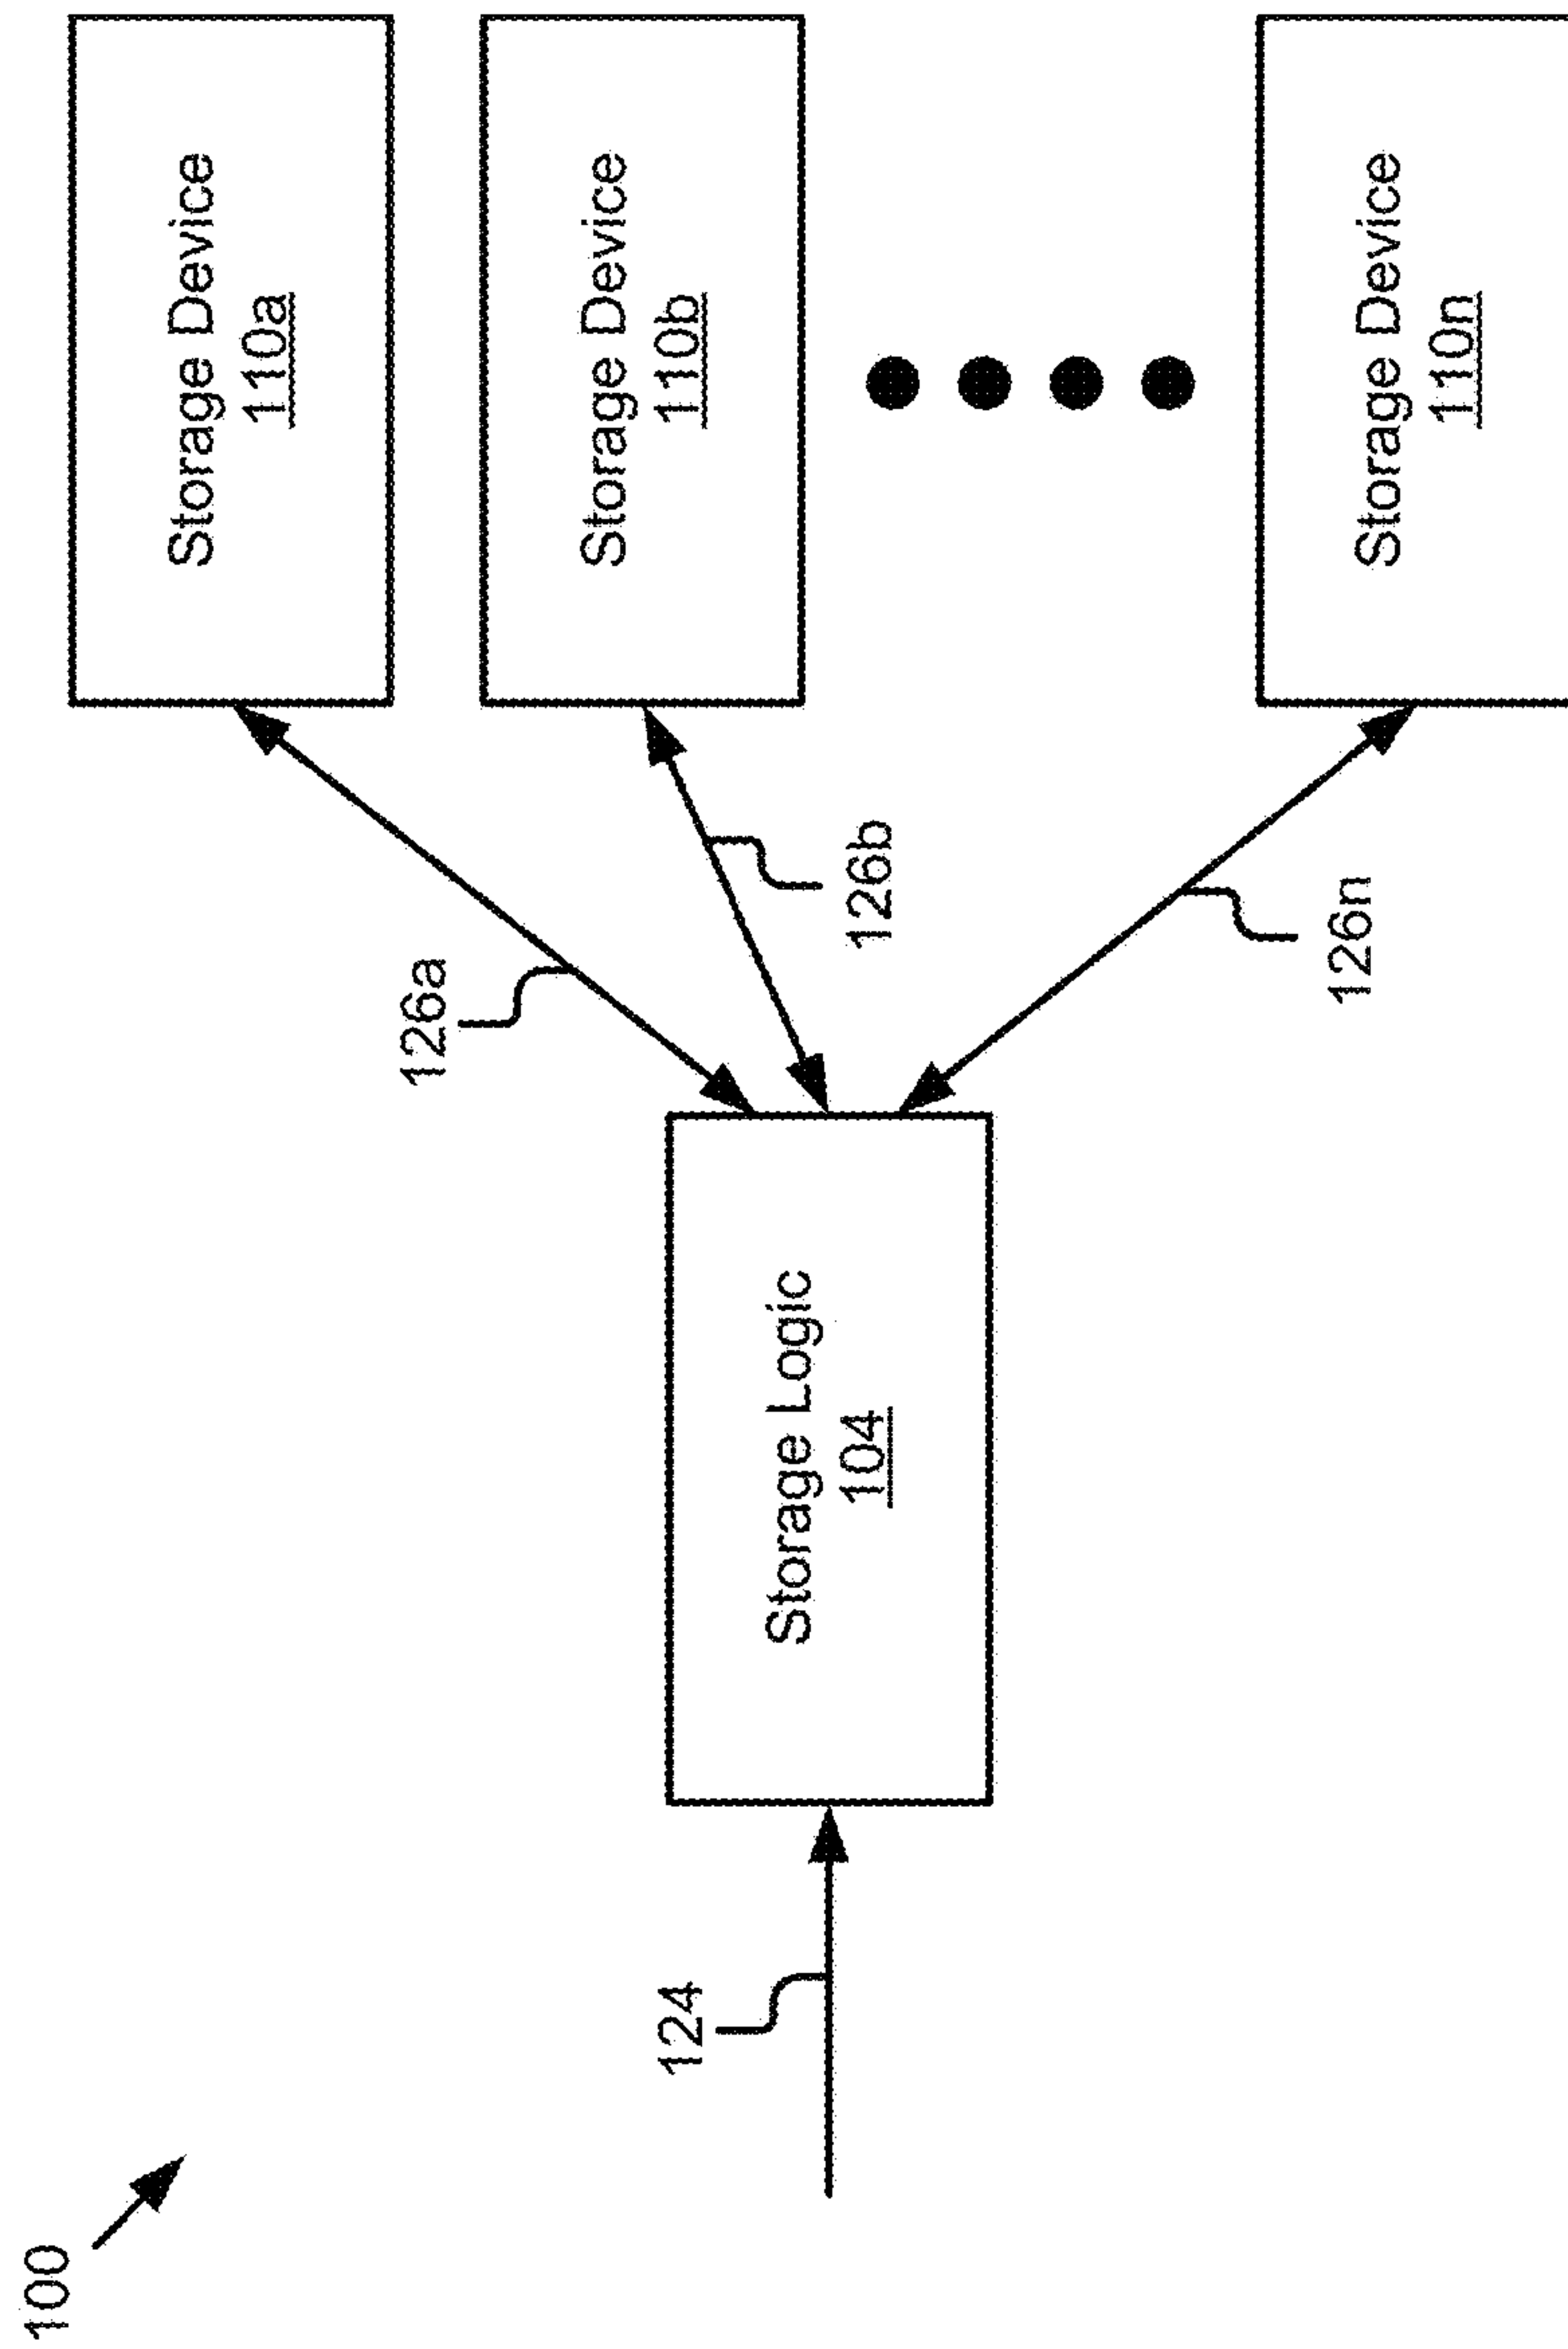 100
124
Storage Logic
104
126a
126b
126n
Storage Device
110a
Storage Device
110b
Storage Device
110n